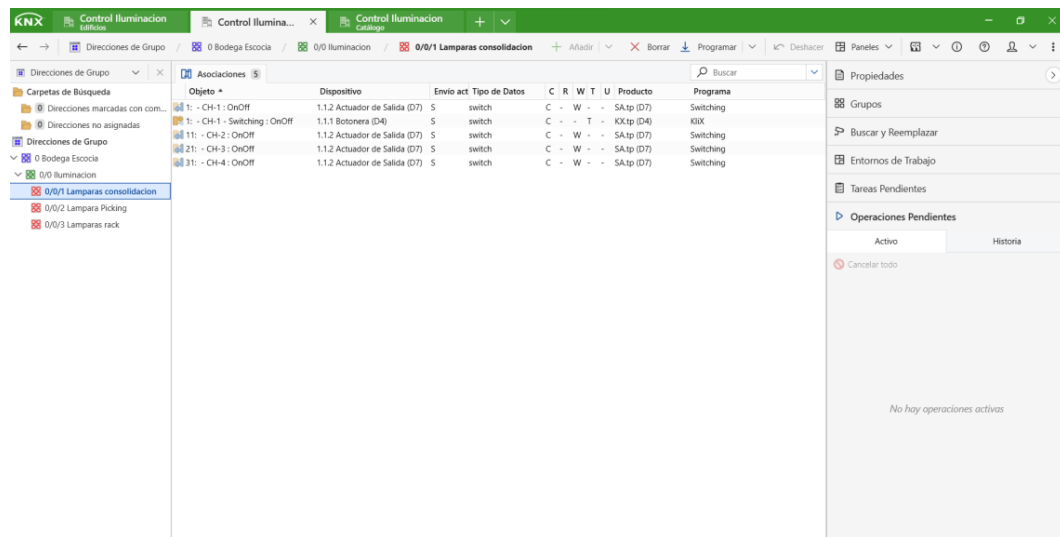 KNX Control Iluminacion Edificios Control Ilumina... Control Iluminacion Catálogo
Direcciones de Grupo / 0 Bodega Escocia / 0/0 Iluminacion / 0/0/1 Lamparas consolidacion Añadir Borrar Programar Deshacer Paneles
Direcciones de Grupo
Carpetas de Búsqueda
0 Direcciones marcadas con com...
0 Direcciones no asignadas
Direcciones de Grupo
0 Bodega Escocia
0/0 Iluminacion
0/0/1 Lamparas consolidacion
0/0/2 Lampara Picking
0/0/3 Lamparas rack
Asociaciones 5 Buscar
Objeto Dispositivo Envío act Tipo de Datos C R W T U Producto Programa
1: - CH-1 : OnOff 1.1.2 Actuador de Salida (D7) S switch C - W - - SA.tp (D7) Switching
1: - CH-1 - Switching : OnOff 1.1.1 Botonera (D4) S switch C - - T - KX.tp (D4) KliX
11: - CH-2 : OnOff 1.1.2 Actuador de Salida (D7) S switch C - W - - SA.tp (D7) Switching
21: - CH-3 : OnOff 1.1.2 Actuador de Salida (D7) S switch C - W - - SA.tp (D7) Switching
31: - CH-4 : OnOff 1.1.2 Actuador de Salida (D7) S switch C - W - - SA.tp (D7) Switching
Propiedades
Grupos
Buscar y Reemplazar
Entornos de Trabajo
Tareas Pendientes
Operaciones Pendientes
Activo Historia
Cancelar todo
No hay operaciones activas